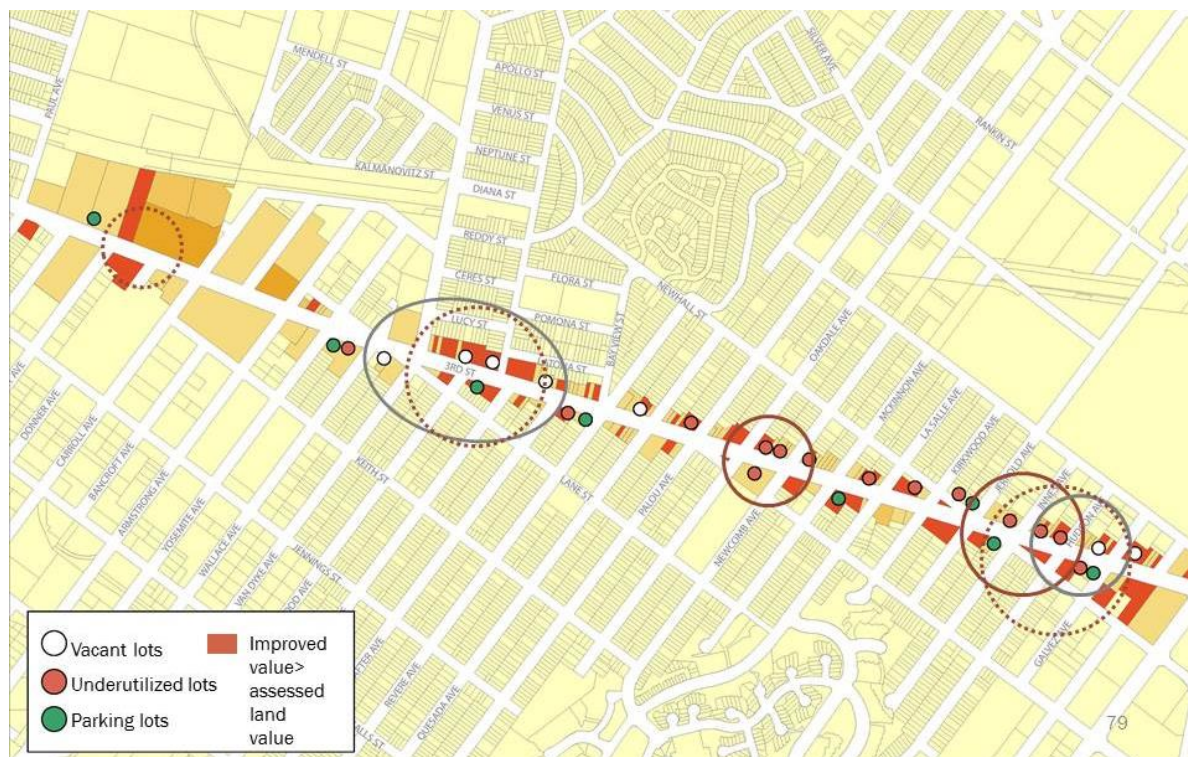 MENDELL ST
APOLLO ST
SILVER AVE
PAUL AVE
VENUS ST
RANKIN ST
NEPTUNE ST
KALMANOVITZ ST
DIANA ST
REDDY ST
CERES ST
FLORA ST
NEWHALL ST
LUCY ST
POMONA ST
BAY VIEW ST
OAKDALE AVE
3RD ST
MCKINNON AVE
LA SALLE AVE
DONNER AVE
CARROLL AVE
KIRKWOOD AVE
BANCROFT AVE
KEITH ST
LANE ST
PALOU AVE
ARMSTRONG AVE
YOSEMITE AVE
NEWCOMB AVE
WALLACE AVE
JENNINGS ST
VAN DYKE AVE
GALVEZ AVE
REVERE AVE
QUESADA AVE
Vacant lots
Underutilized lots
Parking lots
Improved
value>
assessed
land
value
79